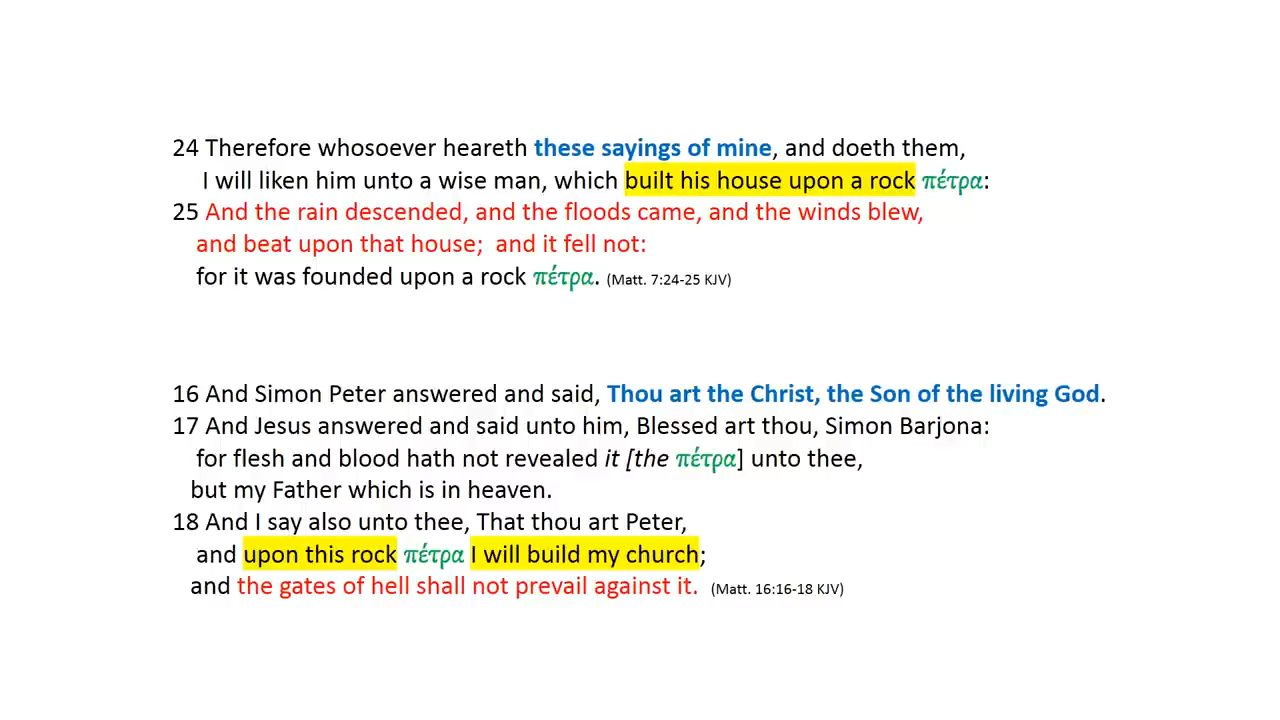 24 Therefore whosoever heareth these sayings of mine, and doeth them,
I will liken him unto a wise man, which built his house upon a rock πέτρα:
25 And the rain descended, and the floods came, and the winds blew,
and beat upon that house; and it fell not:
for it was founded upon a rock πέτρα. (Matt. 7:24-25 KJV)
16 And Simon Peter answered and said, Thou art the Christ, the Son of the living God.
17 And Jesus answered and said unto him, Blessed art thou, Simon Barjona:
for flesh and blood hath not revealed it [the πέτρα] unto thee,
but my Father which is in heaven.
18 And I say also unto thee, That thou art Peter,
and upon this rock πέτρα I will build my church;
and the gates of hell shall not prevail against it. (Matt. 16:16-18 KJV)